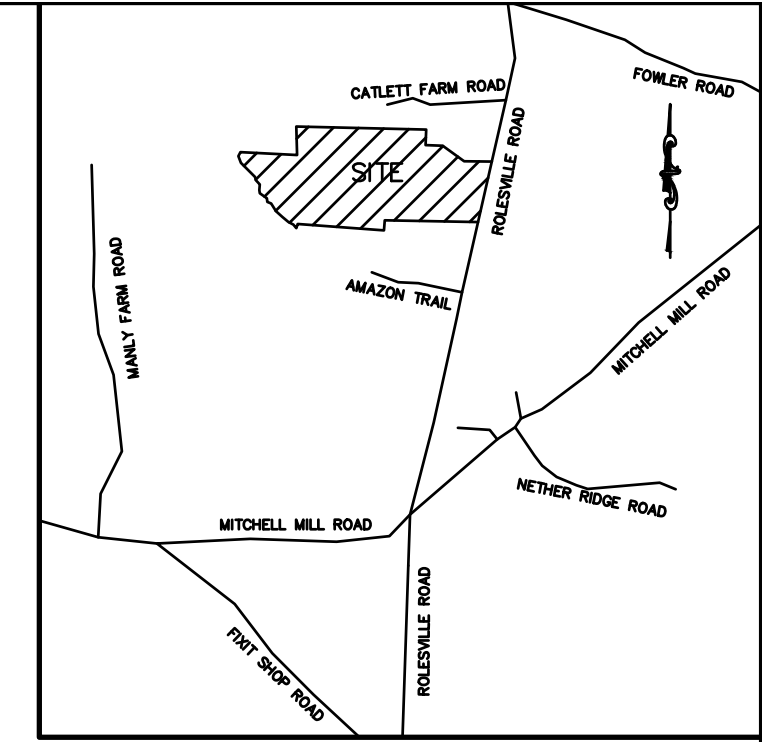 FOWLER ROAD
CATLETT FARM ROAD
ROLESVILLE ROAD
SITE
MANLY FARM ROAD
AMAZON TRAIL
MITCHELL MILL ROAD
NETHER RIDGE ROAD
MITCHELL MILL ROAD
ROLESVILLE ROAD
FIXIT SHOP ROAD